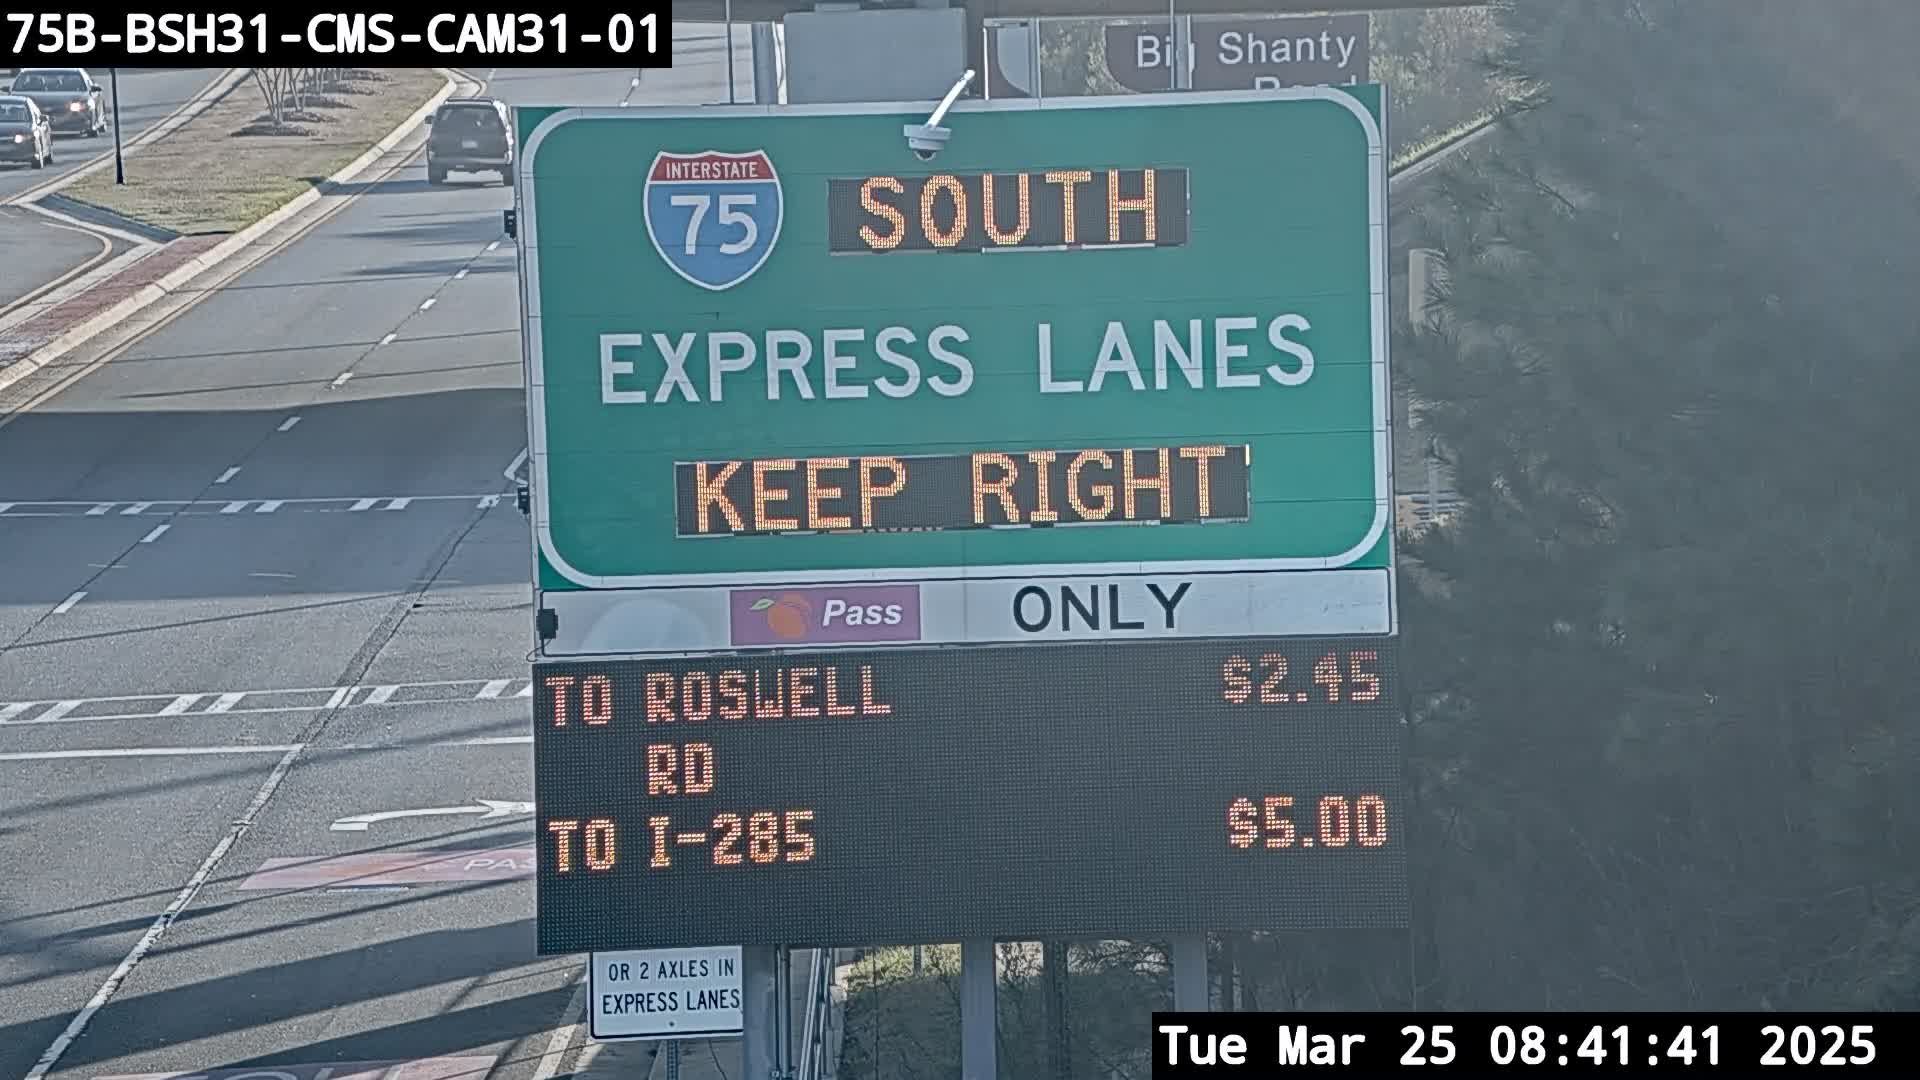 75B-BSH31-CMS-CAM31-01
Big Shanty
Road
INTERSTATE
75
SOUTH
EXPRESS LANES
KEEP RIGHT
Pass
ONLY
TO ROSWELL $2.45
RD
TO I-285 $5.00
OR 2 AXLES IN
EXPRESS LANES
Tue Mar 25 08:41:41 2025